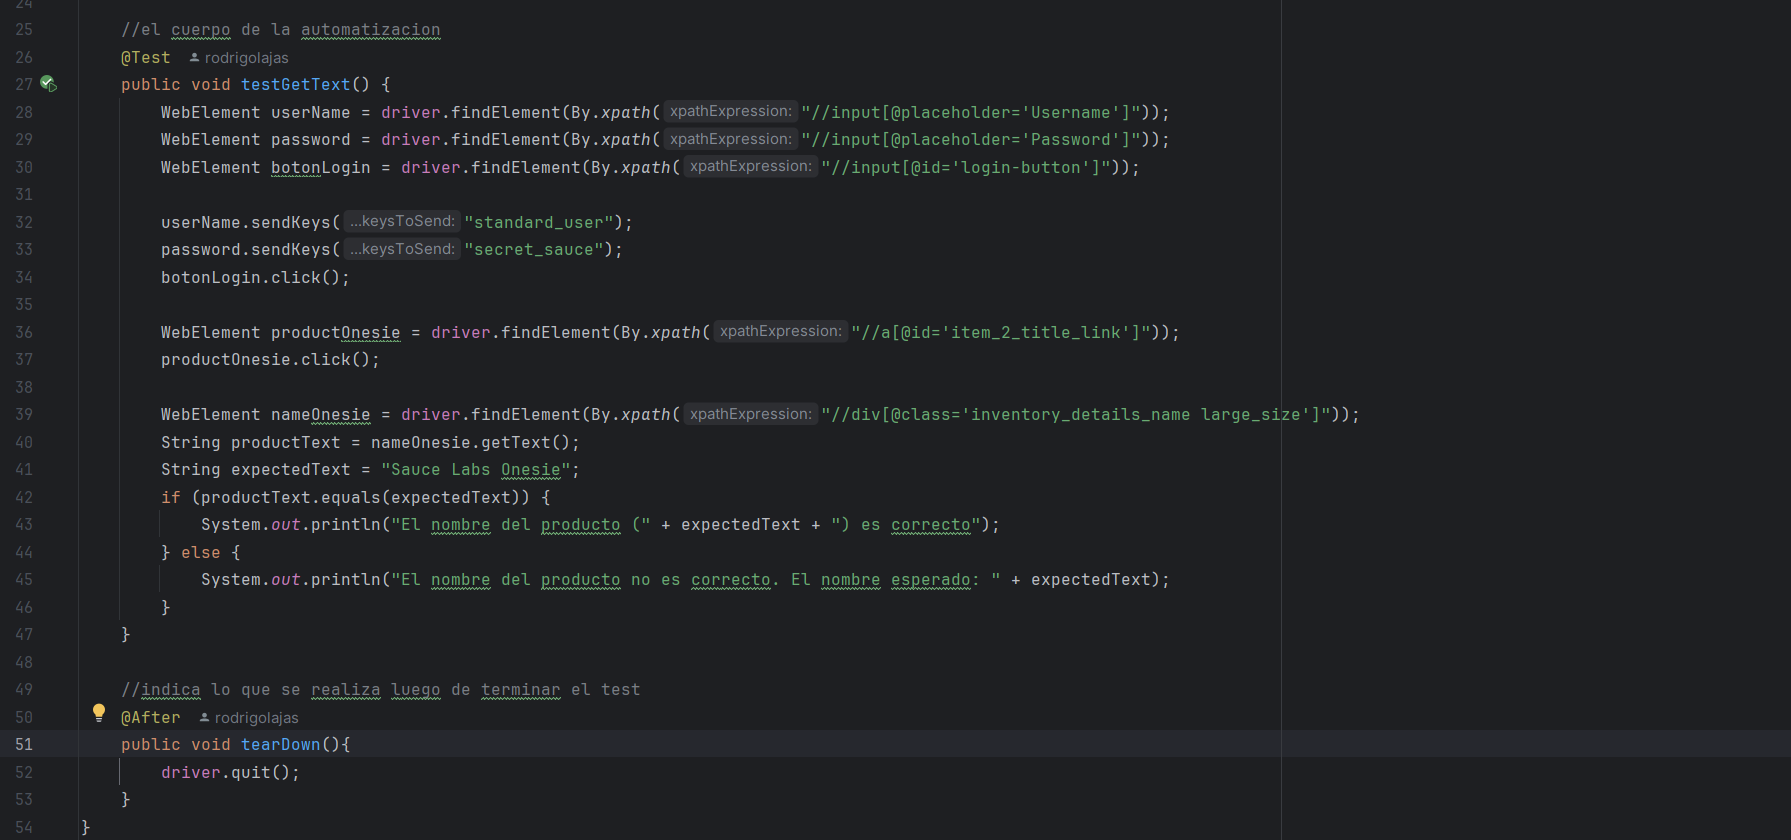 24
25 //el cuerpo de la automatizacion
26 @Test rodrigolajas
27 public void testGetText() {
28 WebElement userName = driver.findElement(By.xpath( xpathExpression: "//input[@placeholder='Username']"));
29 WebElement password = driver.findElement(By.xpath( xpathExpression: "//input[@placeholder='Password']"));
30 WebElement botonLogin = driver.findElement(By.xpath( xpathExpression: "//input[@id='login-button']"));
31
32 userName.sendKeys( ...keysToSend: "standard_user");
33 password.sendKeys( ...keysToSend: "secret_sauce");
34 botonLogin.click();
35
36 WebElement productOnesie = driver.findElement(By.xpath( xpathExpression: "//a[@id='item_2_title_link']"));
37 productOnesie.click();
38
39 WebElement nameOnesie = driver.findElement(By.xpath( xpathExpression: "//div[@class='inventory_details_name large_size']"));
40 String productText = nameOnesie.getText();
41 String expectedText = "Sauce Labs Onesie";
42 if (productText.equals(expectedText)) {
43 System.out.println("El nombre del producto (" + expectedText + ") es correcto");
44 } else {
45 System.out.println("El nombre del producto no es correcto. El nombre esperado: " + expectedText);
46 }
47 }
48
49 //indica lo que se realiza luego de terminar el test
50 @After rodrigolajas
51 public void tearDown(){
52 driver.quit();
53 }
54 }